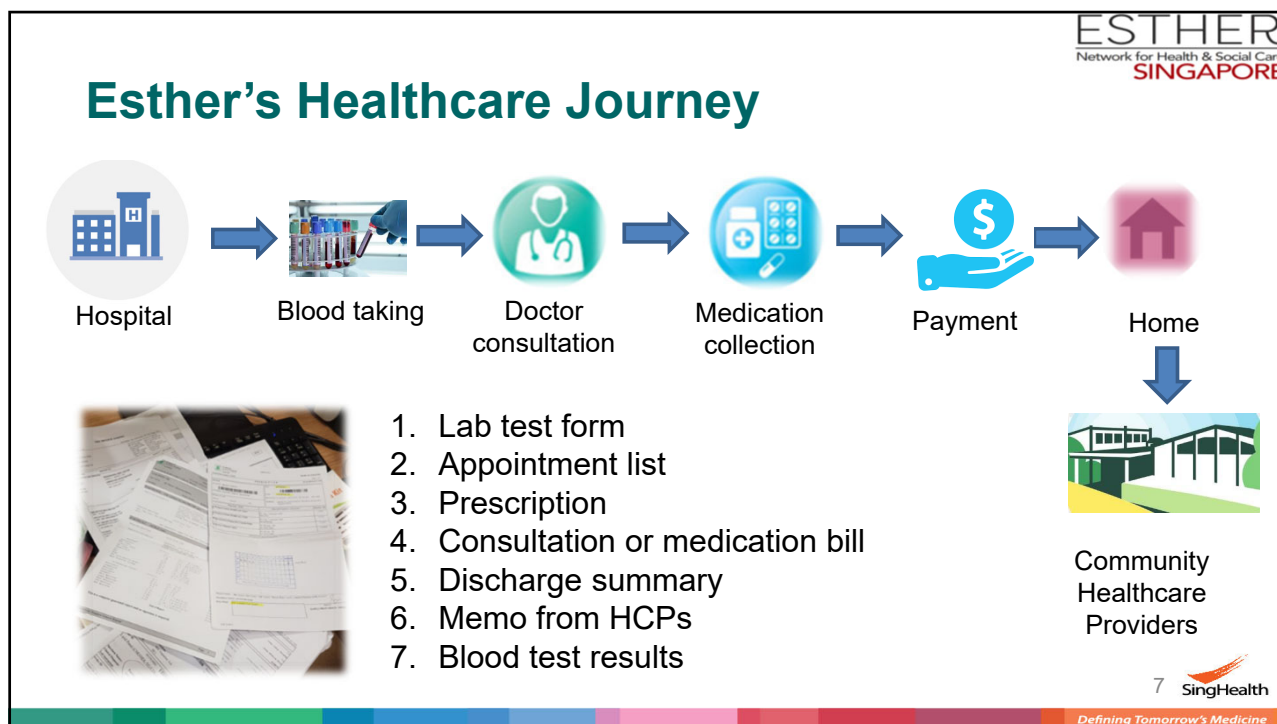 ESTHER
Network for Health & Social Care
SINGAPORE
Esther's Healthcare Journey
H
$
Hospital
Blood taking
Doctor
consultation
Medication
collection
Payment
Home
1. Lab test form
2. Appointment list
3. Prescription
4. Consultation or medication bill
5. Discharge summary
6. Memo from HCPs
7. Blood test results
Community
Healthcare
Providers
7
SingHealth
Defining Tomorrow's Medicine